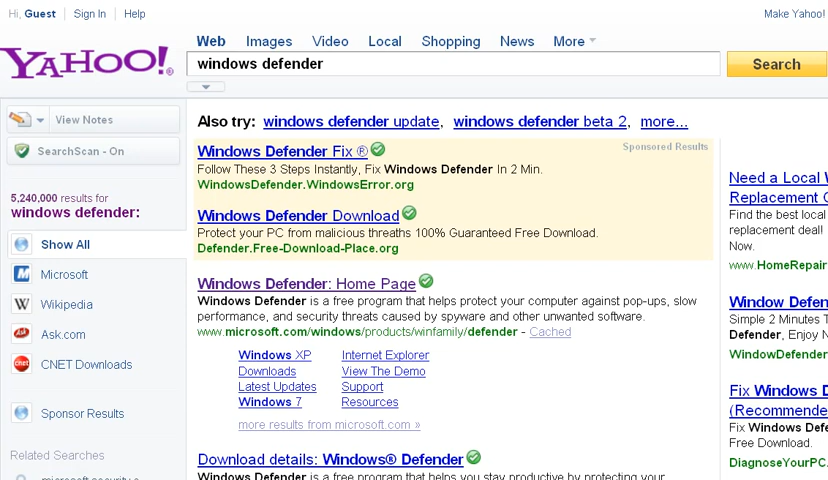 Hi, Guest | Sign In | Help
Make Yahoo!
YAHOO!®
Web Images Video Local Shopping News More
windows defender
Search
View Notes
SearchScan - On
5,240,000 results for
windows defender:
Show All
Microsoft
Wikipedia
Ask.com
CNET Downloads
Sponsor Results
Related Searches
Also try: windows defender update, windows defender beta 2, more...
Sponsored Results
Windows Defender Fix ®
Follow These 3 Steps Instantly, Fix Windows Defender In 2 Min.
WindowsDefender.WindowsError.org
Windows Defender Download
Protect your PC from malicious threaths 100% Guaranteed Free Download.
Defender.Free-Download-Place.org
Windows Defender: Home Page
Windows Defender is a free program that helps protect your computer against pop-ups, slow
performance, and security threats caused by spyware and other unwanted software.
www.microsoft.com/windows/products/winfamily/defender - Cached
Windows XP Internet Explorer
Downloads View The Demo
Latest Updates Support
Windows 7 Resources
more results from microsoft.com »
Download details: Windows® Defender
Windows Defender is a free program that helps you stay productive by protecting your
Need a Local
Replacement
Find the best local
replacement deal!
Now.
www.HomeRepair
Window Defen
Simple 2 Minutes T
Defender, Enjoy N
WindowDefender
Fix Windows D
(Recommende
Fix Windows Defe
Free Download.
DiagnoseYourPC.